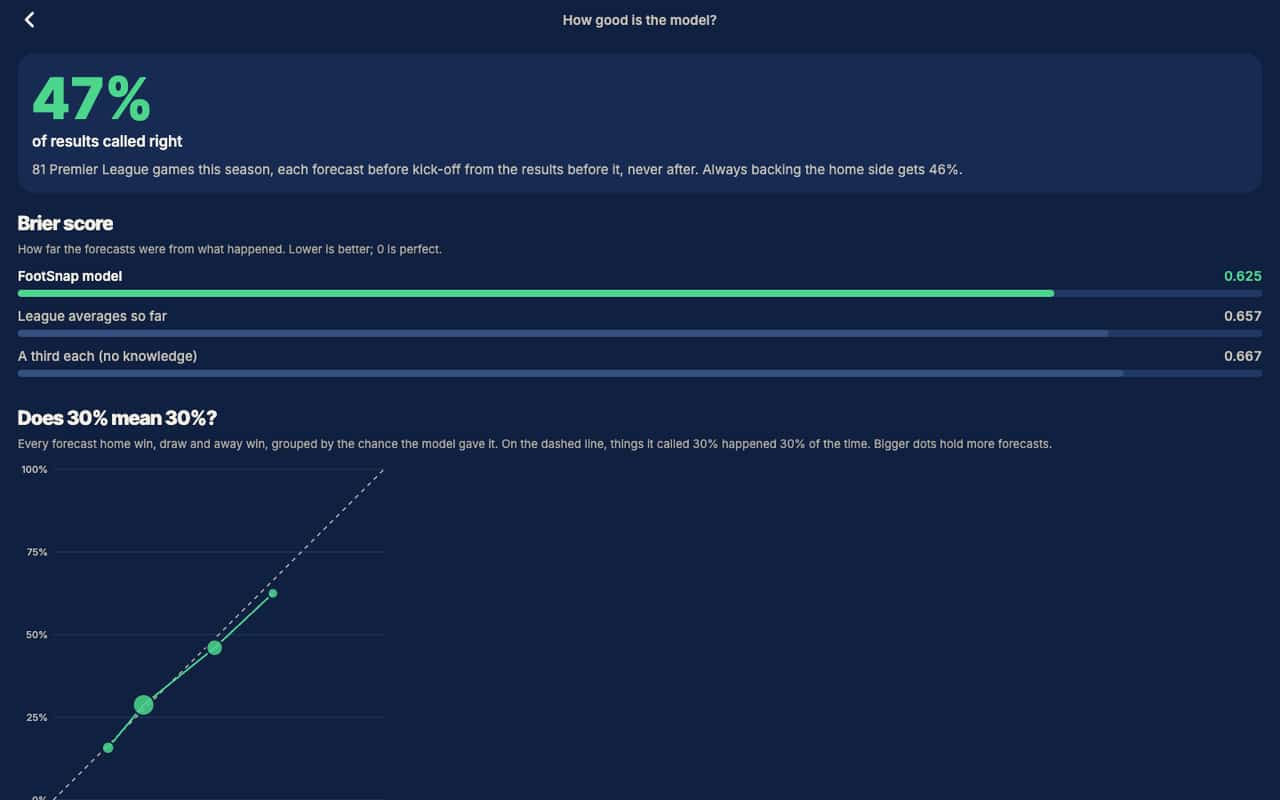 How good is the model?
47%
of results called right
81 Premier League games this season, each forecast before kick-off from the results before it, never after. Always backing the home side gets 46%.
Brier score
How far the forecasts were from what happened. Lower is better; 0 is perfect.
FootSnap model 0.625
League averages so far 0.657
A third each (no knowledge) 0.667
Does 30% mean 30%?
Every forecast home win, draw and away win, grouped by the chance the model gave it. On the dashed line, things it called 30% happened 30% of the time. Bigger dots hold more forecasts.
100%
75%
50%
25%
0%